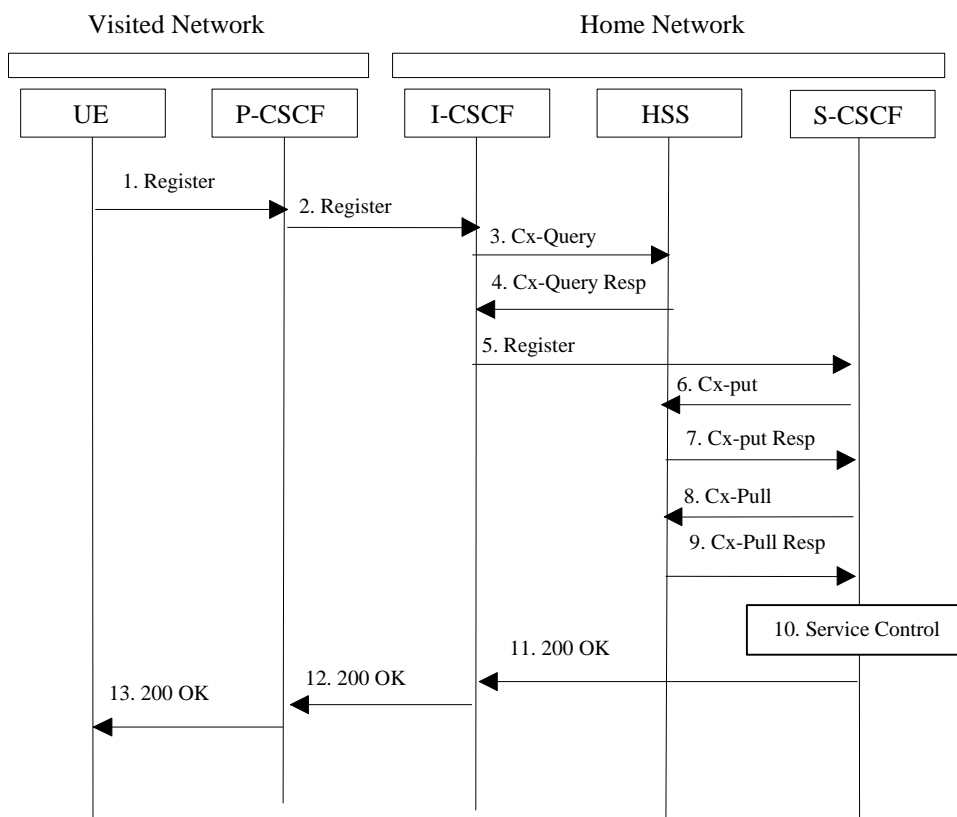 Visited Network
Home Network
UE
P-CSCF
I-CSCF
HSS
S-CSCF
1. Register
2. Register
3. Cx-Query
4. Cx-Query Resp
5. Register
6. Cx-put
7. Cx-put Resp
8. Cx-Pull
9. Cx-Pull Resp
10. Service Control
11. 200 OK
12. 200 OK
13. 200 OK